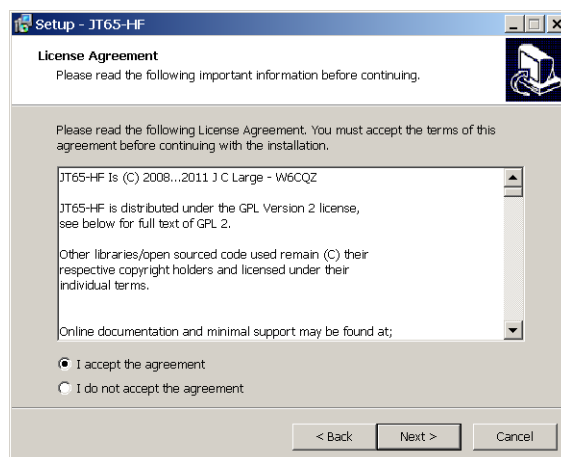 Setup - JT65-HF
License Agreement
Please read the following important information before continuing.
Please read the following License Agreement. You must accept the terms of this
agreement before continuing with the installation.
JT65-HF Is (C) 2008...2011 J C Large - W6CQZ
JT65-HF is distributed under the GPL Version 2 license,
see below for full text of GPL 2.
Other libraries/open sourced code used remain (C) their
respective copyright holders and licensed under their
individual terms.
Online documentation and minimal support may be found at;
I accept the agreement
I do not accept the agreement
< Back
Next >
Cancel